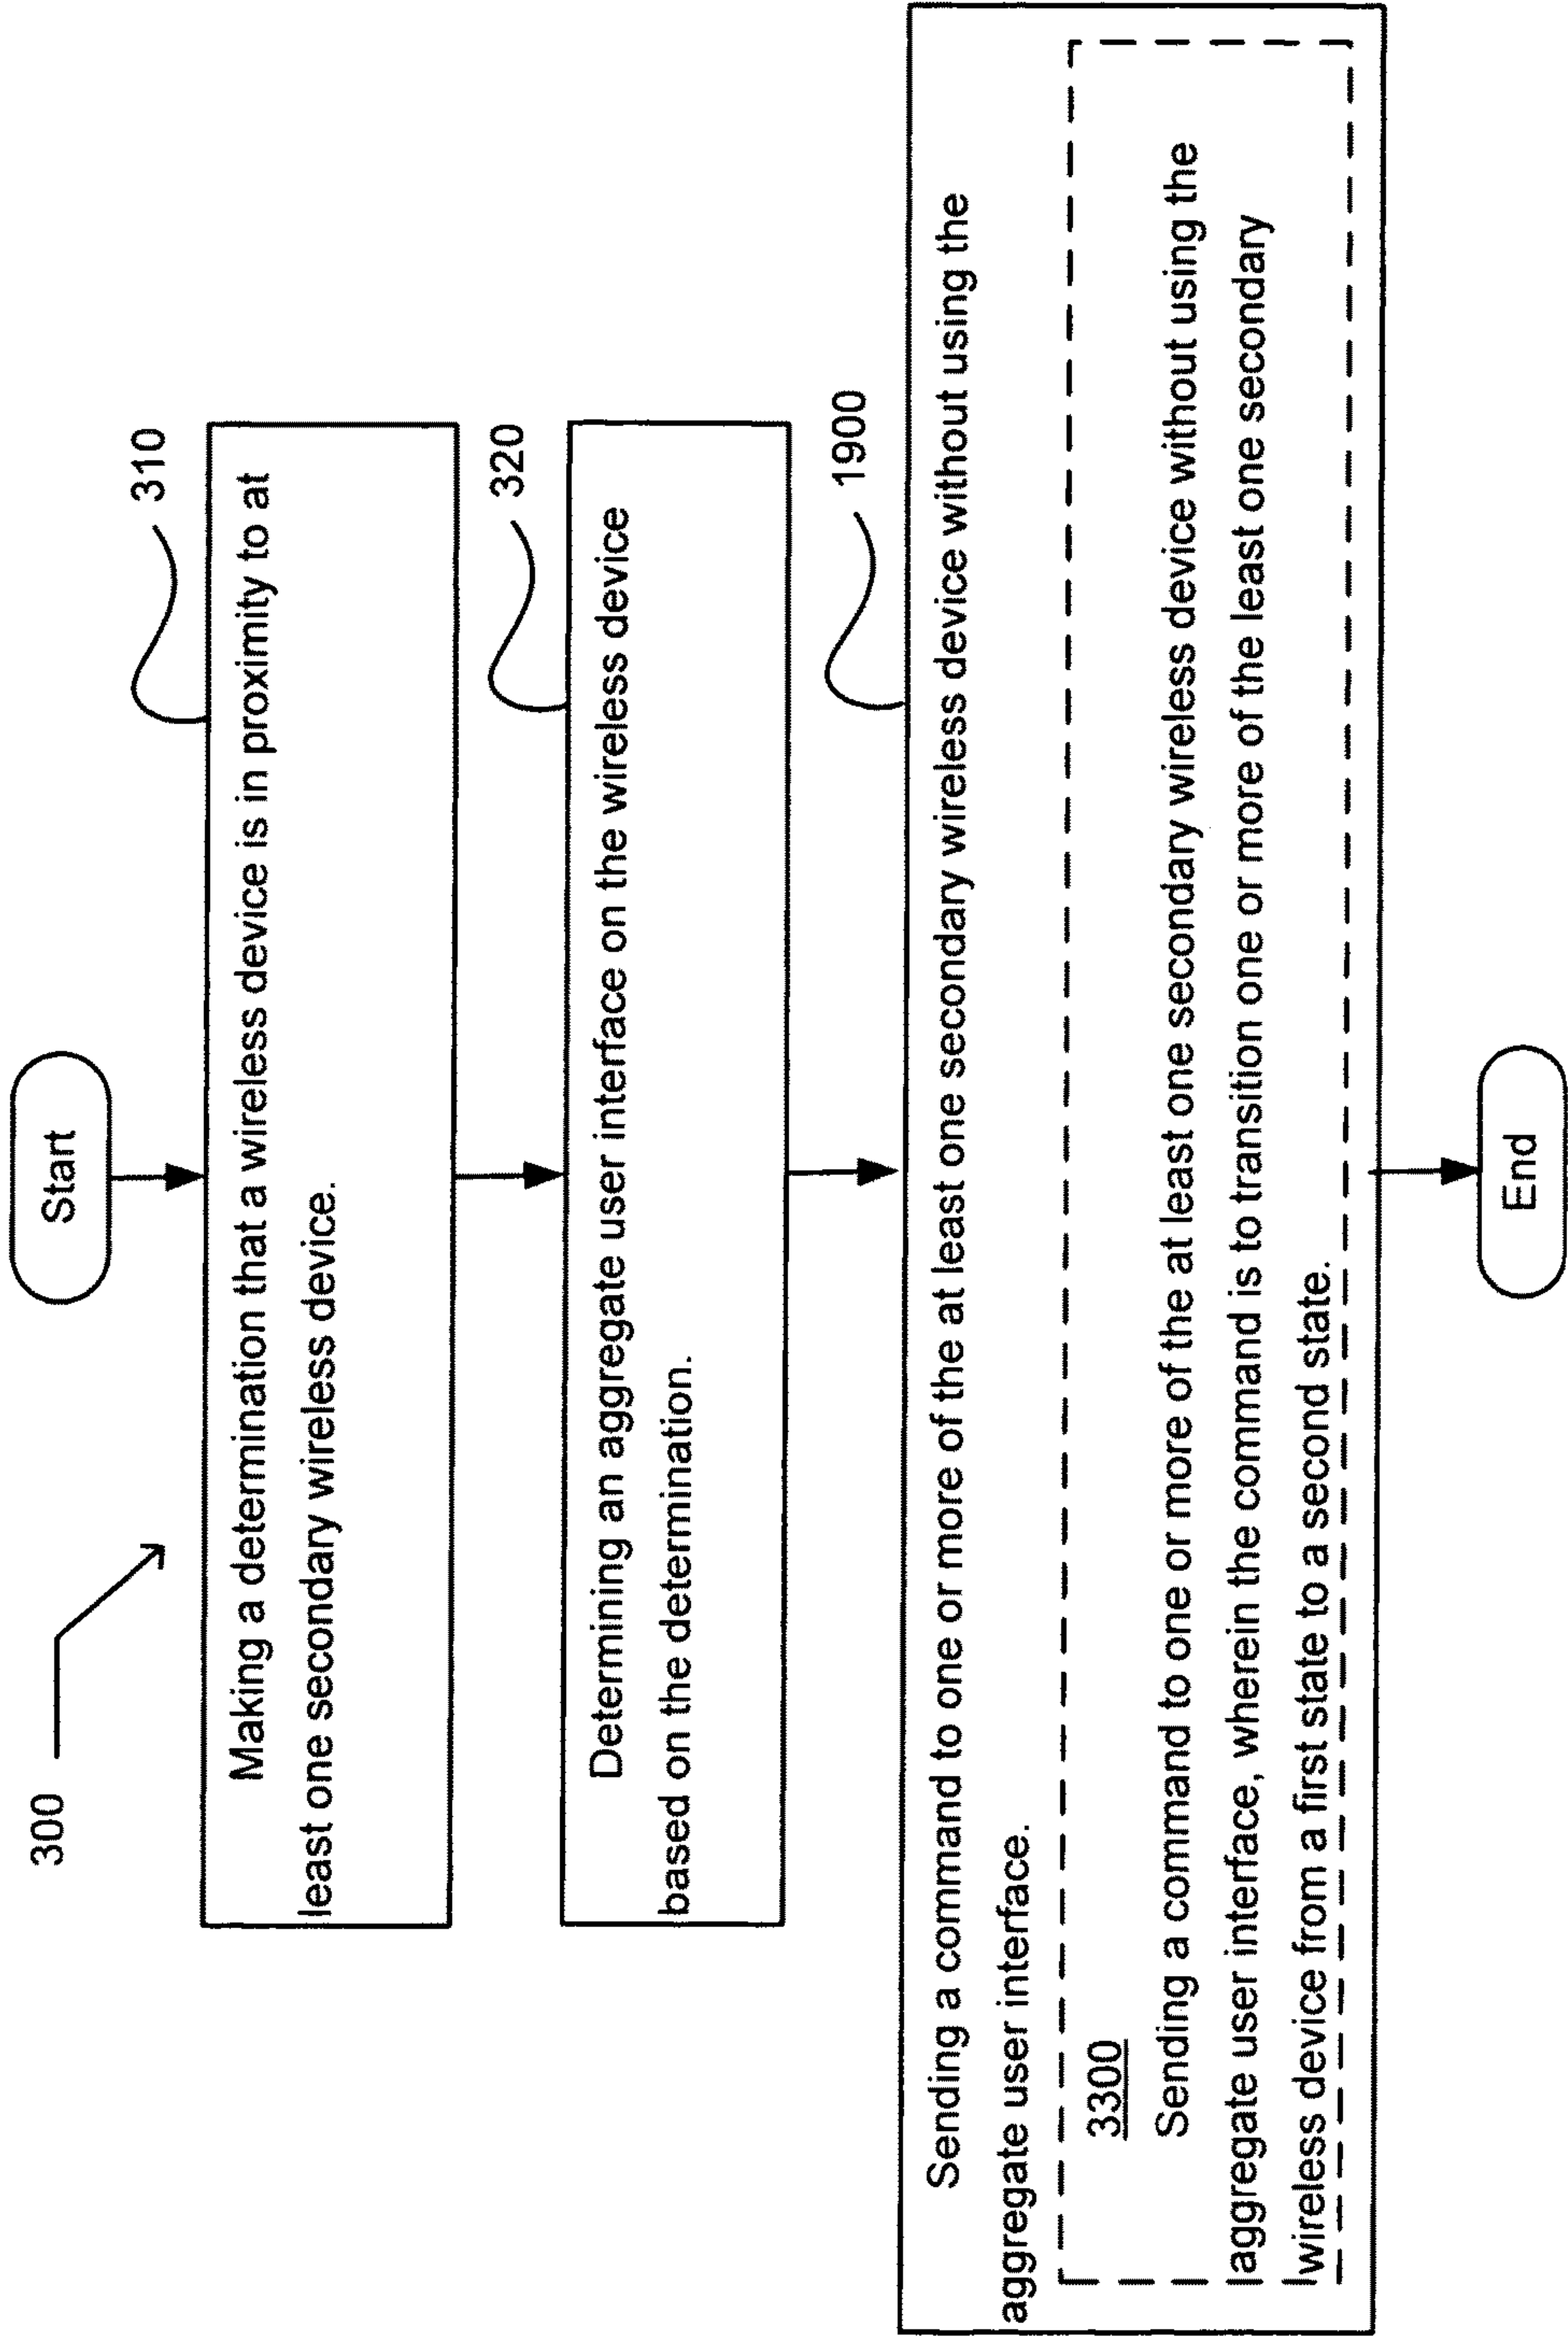 300
Start
310
Making a determination that a wireless device is in proximity to at
least one secondary wireless device.
320
Determining an aggregate user interface on the wireless device
based on the determination.
1900
Sending a command to one or more of the at least one secondary wireless device without using the
aggregate user interface.
3300
Sending a command to one or more of the at least one secondary wireless device without using the
aggregate user interface, wherein the command is to transition one or more of the least one secondary
wireless device from a first state to a second state.
End